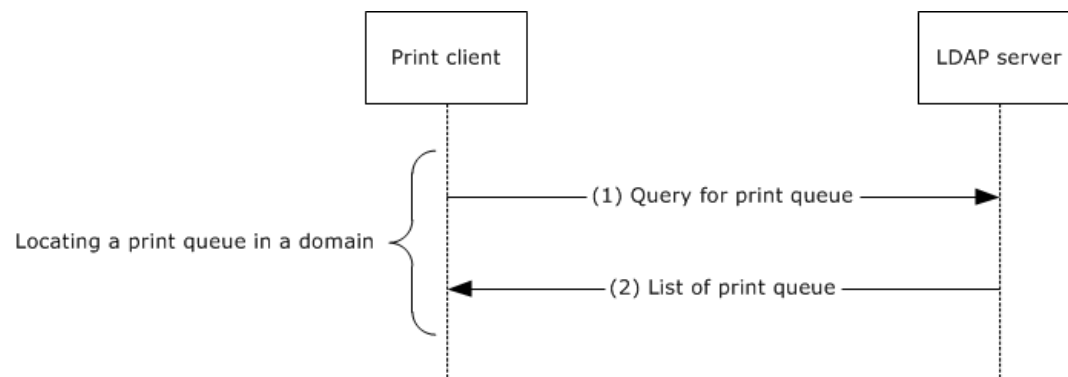 Print client
LDAP server
(1) Query for print queue
Locating a print queue in a domain
(2) List of print queue